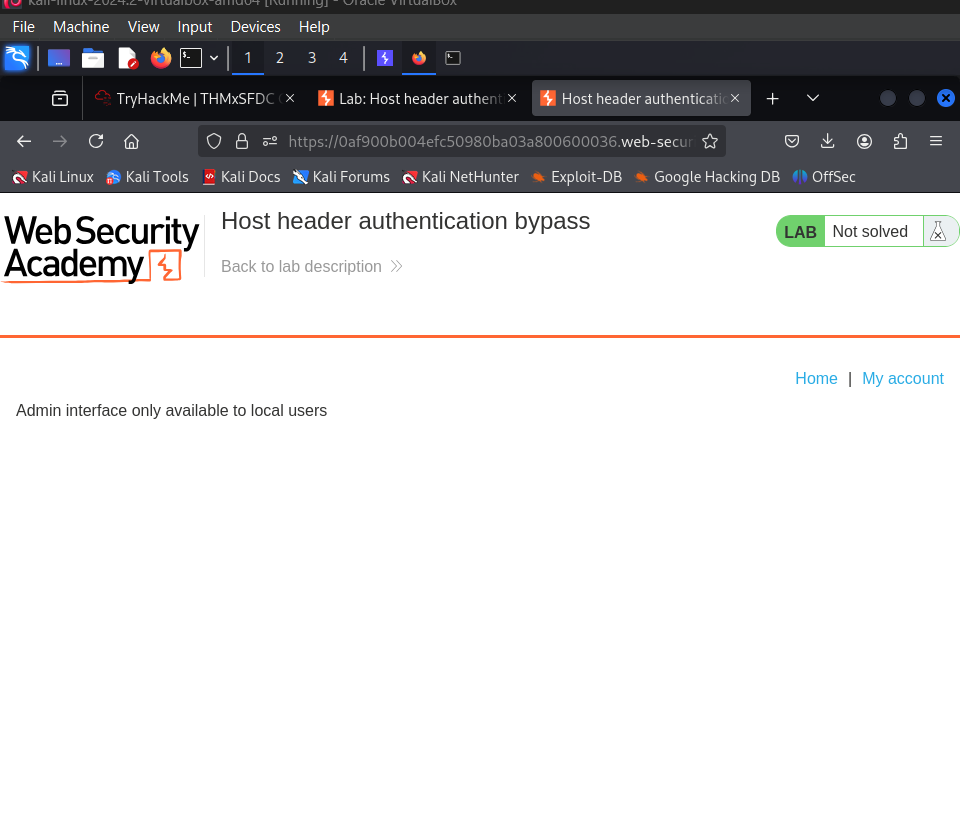 kali-linux-2024.2-virtualbox-amd64 [Running] - Oracle VirtualBox
File Machine View Input Devices Help
1 2 3 4
TryHackMe | THMxSFDC
Lab: Host header authent
Host header authenticatio
https://0af900b004efc50980ba03a800600036.web-secur
Kali Linux Kali Tools Kali Docs Kali Forums Kali NetHunter Exploit-DB Google Hacking DB OffSec
Web Security
Academy
Host header authentication bypass
Back to lab description
LAB Not solved
Home | My account
Admin interface only available to local users